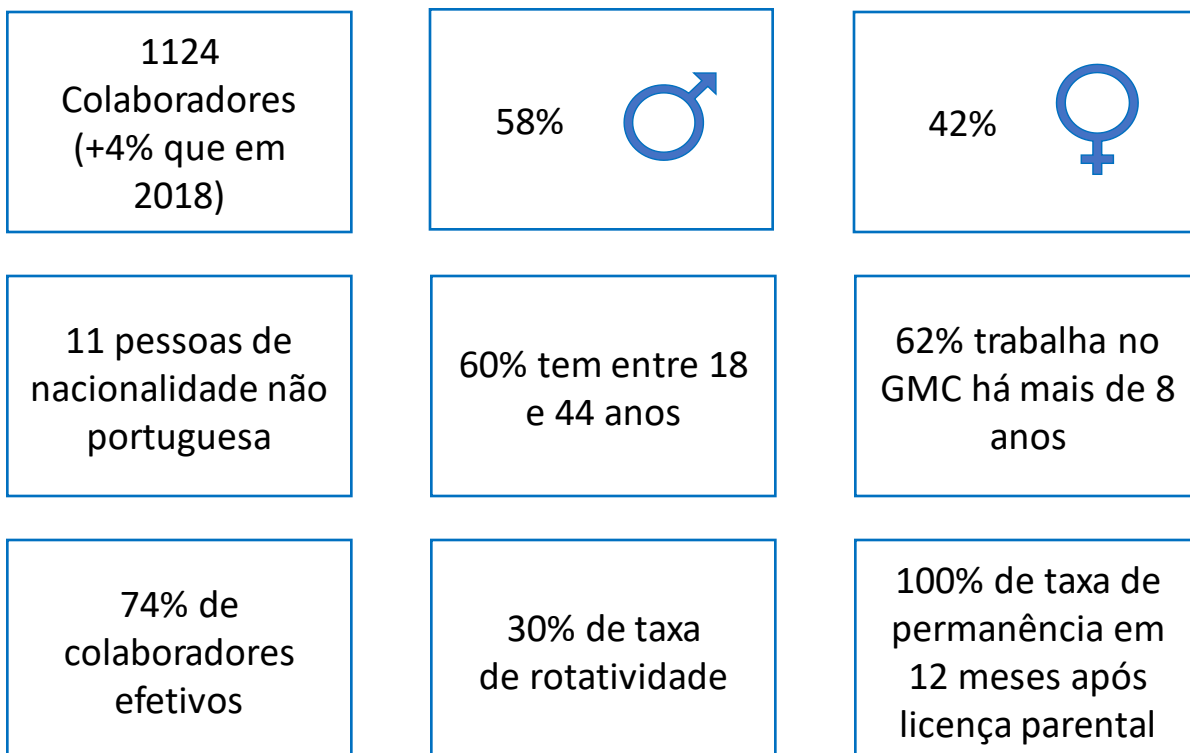 1124
Colaboradores
(+4% que em
2018)
58%
42%
11 pessoas de
nacionalidade não
portuguesa
60% tem entre 18
e 44 anos
62% trabalha no
GMC há mais de 8
anos
74% de
colaboradores
efetivos
30% de taxa
de rotatividade
100% de taxa de
permanência em
12 meses após
licença parental